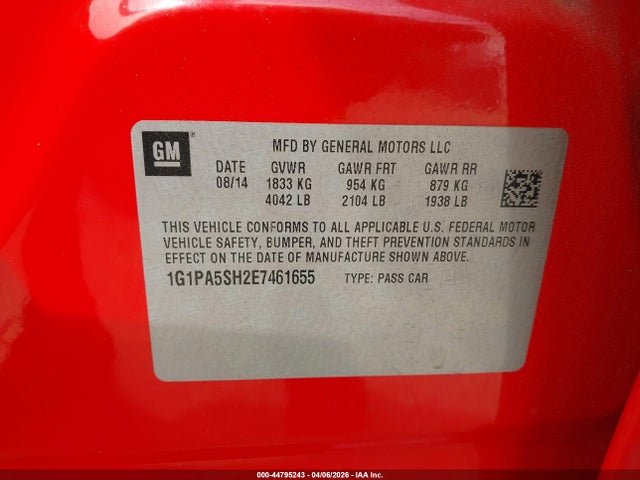 GM
MFD BY GENERAL MOTORS LLC
DATE GVWR GAWR FRT GAWR RR
08/14 1833 KG 954 KG 879 KG
4042 LB 2104 LB 1938 LB
THIS VEHICLE CONFORMS TO ALL APPLICABLE U.S. FEDERAL MOTOR
VEHICLE SAFETY, BUMPER, AND THEFT PREVENTION STANDARDS IN
EFFECT ON THE DATE OF MANUFACTURE SHOWN ABOVE.
1G1PA5SH2E7461655 TYPE: PASS CAR
000-44795243 - 04/06/2026 - IAA Inc.